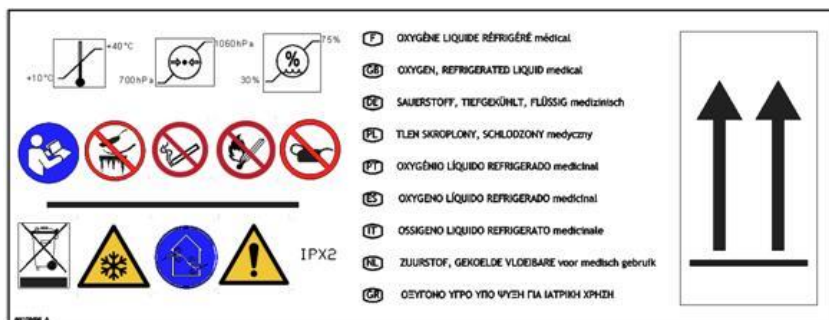 +10°C
+40°C
700hPa
1060hPa
30%
%
75%
IPX2
F OXYGÈNE LIQUIDE RÉFRIGÉRÉ médical
GB OXYGEN, REFRIGERATED LIQUID medical
DE SAUERSTOFF, TIEFGEKÜHLT, FLÜSSIG medizinisch
PL TLEN SKROPLONY, SCHLODZONY medyczny
PT OXYGÉNIO LÍQUIDO REFRIGERADO medicinal
ES OXYGENO LÍQUIDO REFRIGERADO medicinal
IT OSSIGENO LIQUIDO REFRIGERATO medicinale
NL ZUURSTOF, GEKOELDE VLOEIBARE voor medisch gebruik
GR ΟΞΥΓΟΝΟ ΥΓΡΟ ΥΠΟ ΨΥΞΗ ΓΙΑ ΙΑΤΡΙΚΗ ΧΡΗΣΗ